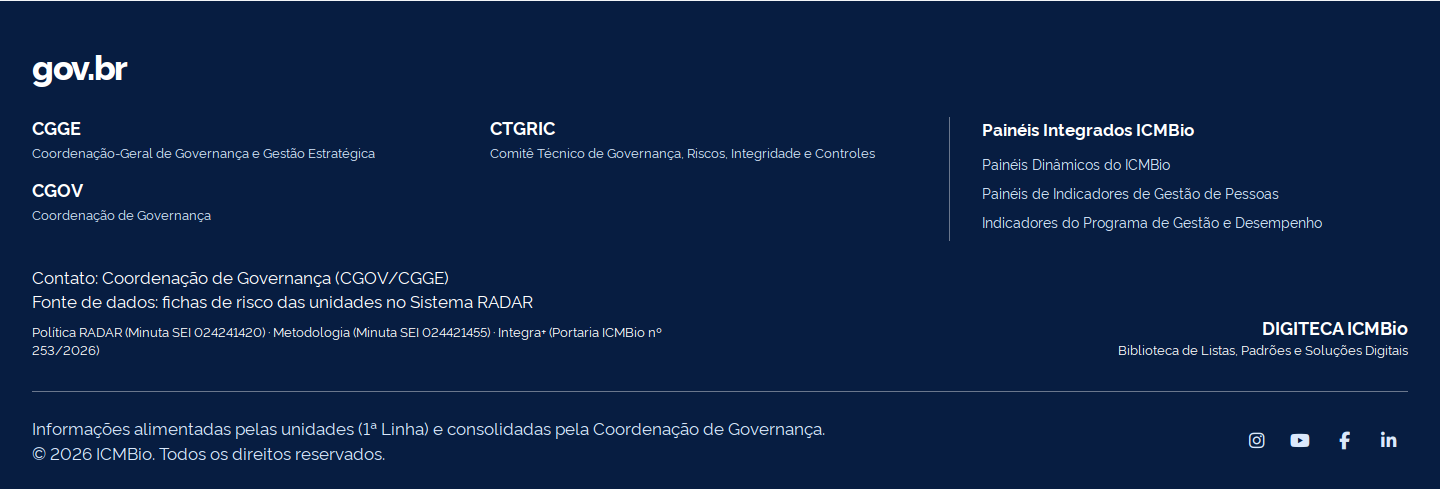 gov.br
CGGE
Coordenação-Geral de Governança e Gestão Estratégica
CGOV
Coordenação de Governança
CTGRIC
Comitê Técnico de Governança, Riscos, Integridade e Controles
Painéis Integrados ICMBio
Painéis Dinâmicos do ICMBio
Painéis de Indicadores de Gestão de Pessoas
Indicadores do Programa de Gestão e Desempenho
Contato: Coordenação de Governança (CGOV/CGGE)
Fonte de dados: fichas de risco das unidades no Sistema RADAR
Política RADAR (Minuta SEI 024241420) · Metodologia (Minuta SEI 024421455) · Integra+ (Portaria ICMBio nº
253/2026)
DIGITECA ICMBio
Biblioteca de Listas, Padrões e Soluções Digitais
Informações alimentadas pelas unidades (1ª Linha) e consolidadas pela Coordenação de Governança.
© 2026 ICMBio. Todos os direitos reservados.